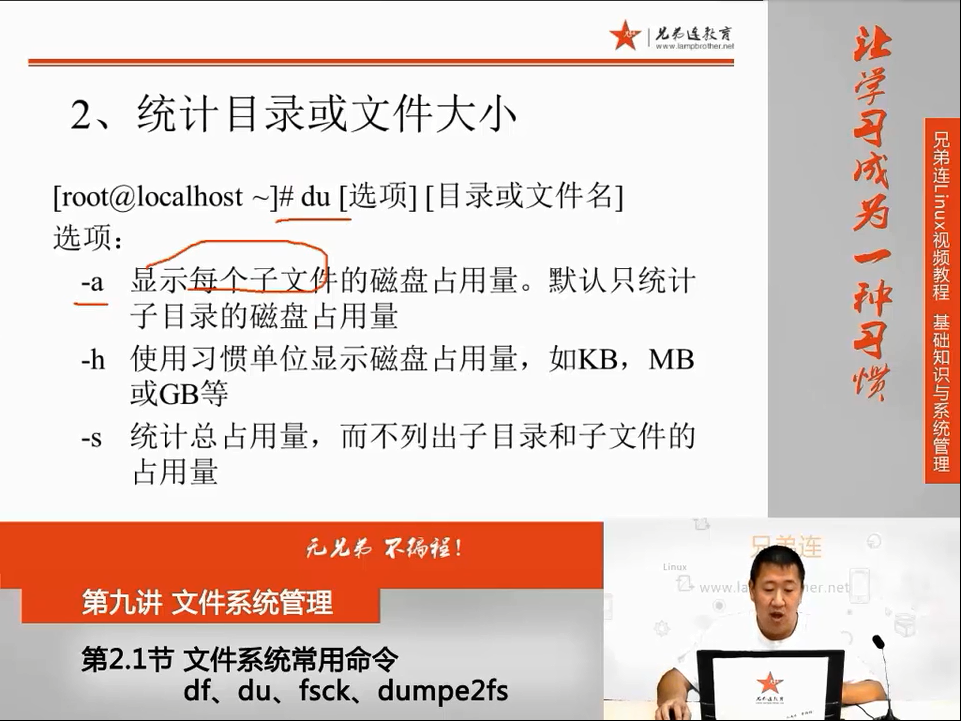 兄弟连教育
www.lampbrother.net
2、统计目录或文件大小
[root@localhost ~]# du [选项] [目录或文件名]
选项：
-a 显示每个子文件的磁盘占用量。默认只统计
子目录的磁盘占用量
-h 使用习惯单位显示磁盘占用量，如KB，MB
或GB等
-s 统计总占用量，而不列出子目录和子文件的
占用量
让学习成为一种习惯
兄弟连Linux视频教程 基础知识与系统管理
无兄弟 不编程！
第九讲 文件系统管理
第2.1节 文件系统常用命令
df、du、fsck、dumpe2fs
兄弟连
Linux
www.la
her.net
兄弟连教育